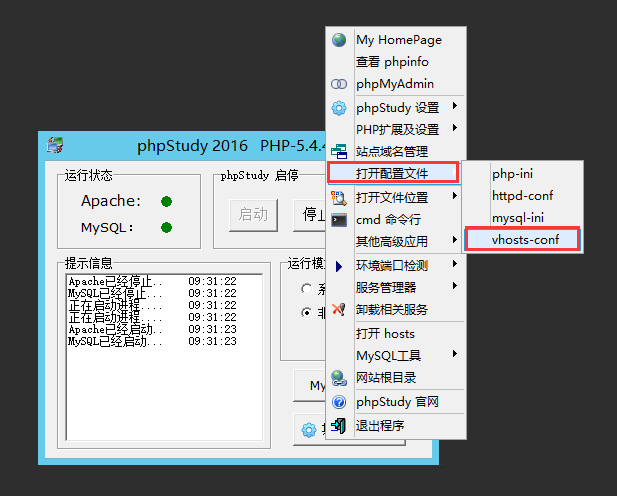 My HomePage
查看 phpinfo
phpMyAdmin
phpStudy 设置
PHP扩展及设置
站点域名管理
打开配置文件
打开文件位置
cmd 命令行
其他高级应用
环境端口检测
服务管理器
卸载相关服务
打开 hosts
MySQL工具
网站根目录
phpStudy 官网
退出程序
php-ini
httpd-conf
mysql-ini
vhosts-conf
phpStudy 2016 PHP-5.4.4
运行状态
Apache:
MySQL:
phpStudy 启停
启动
停止
提示信息
Apache已经停止... 09:31:22
MySQL已经停止... 09:31:22
正在启动进程.... 09:31:22
正在启动进程.... 09:31:22
Apache已经启动... 09:31:23
MySQL已经启动... 09:31:23
运行模
非
My